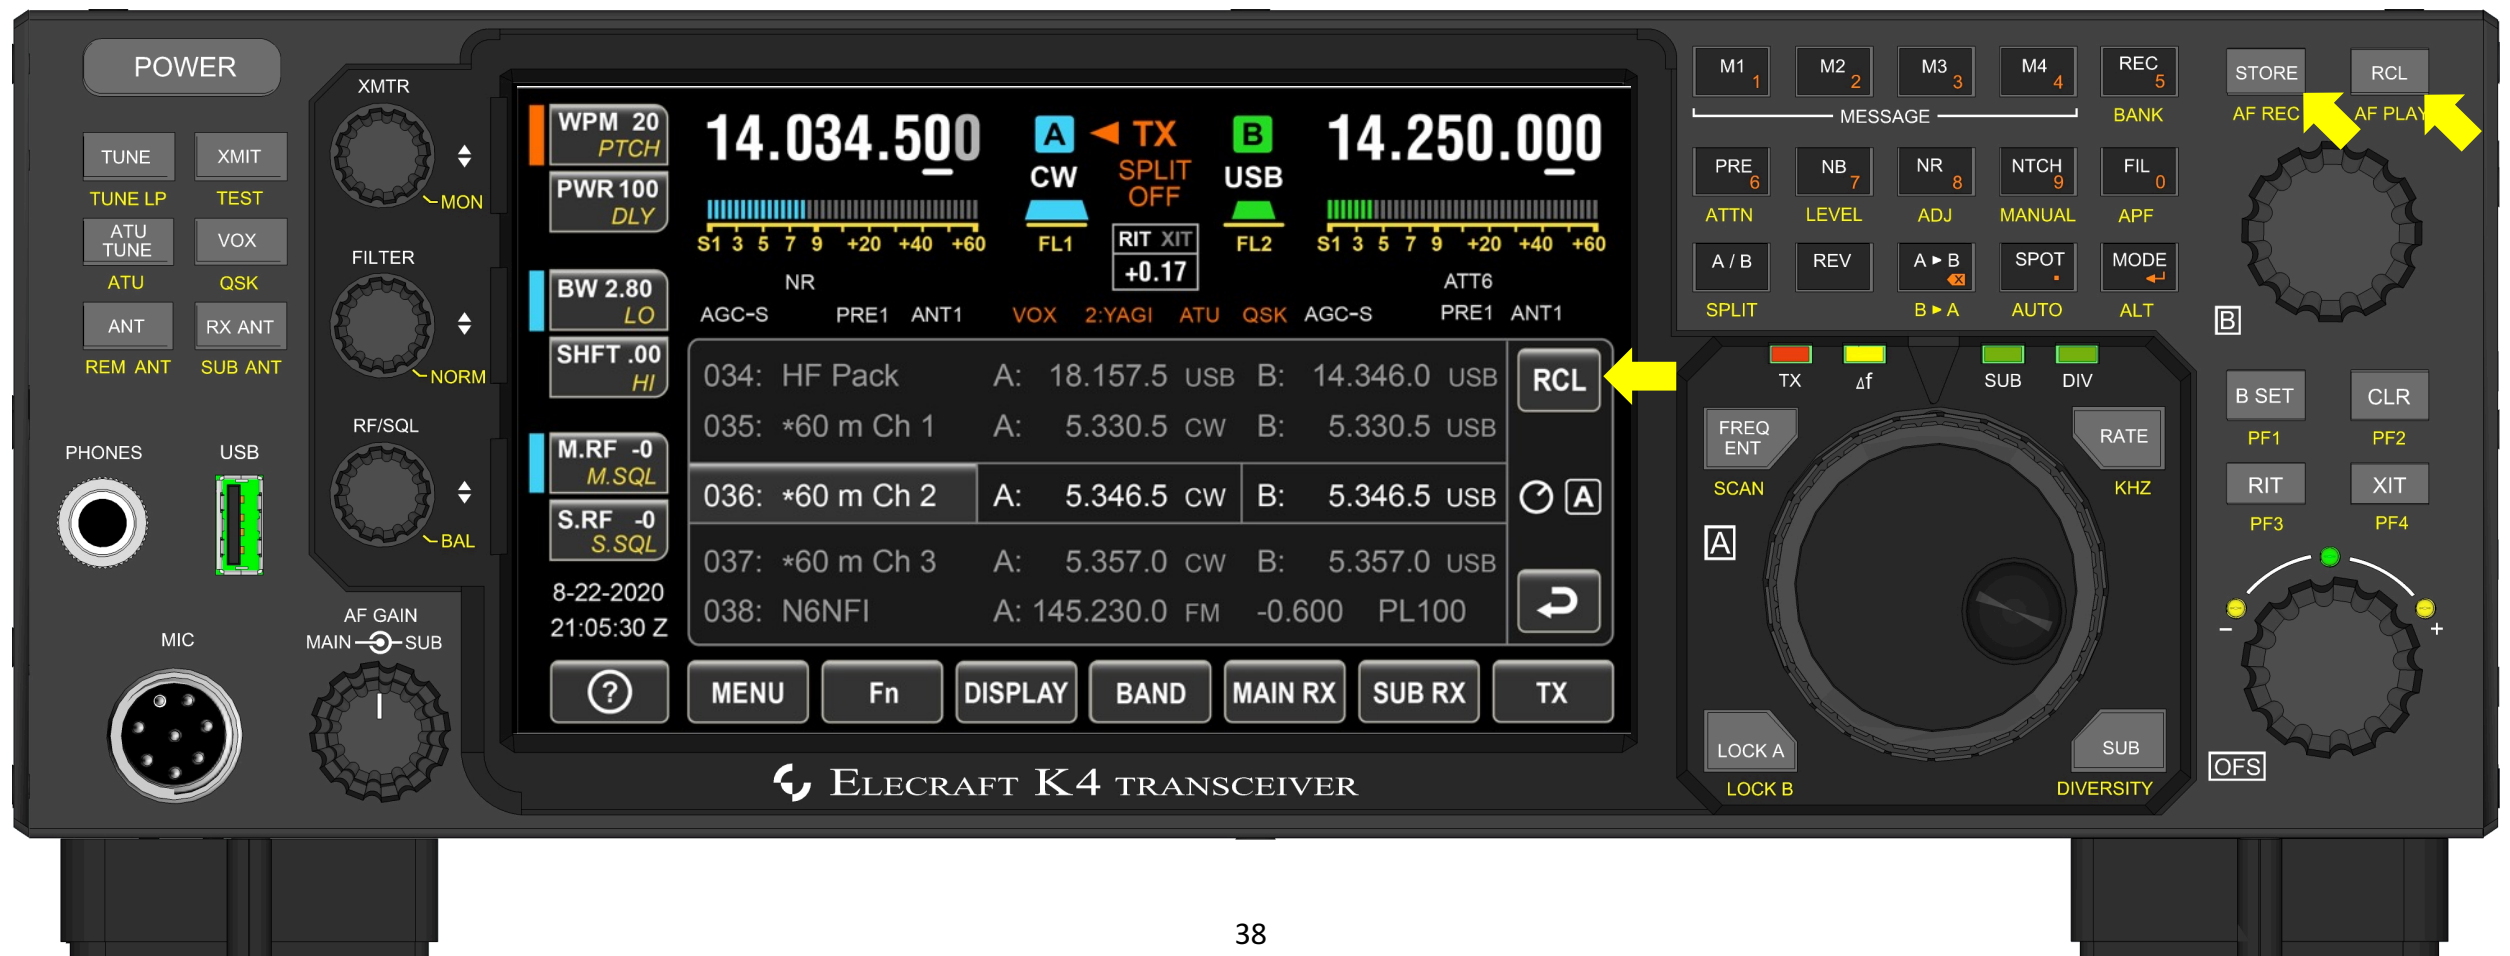 POWER
TUNE
XMIT
TUNE LP
TEST
ATU TUNE
VOX
ATU
QSK
ANT
RX ANT
REM ANT
SUB ANT
PHONES
USB
MIC
XMTR
MON
FILTER
NORM
RF/SQL
BAL
AF GAIN
MAIN
SUB
WPM 20
PTCH
PWR 100
DLY
BW 2.80
LO
SHFT .00
HI
M.RF -0
M.SQL
S.RF -0
S.SQL
8-22-2020
21:05:30 Z
14.034.500
A ◄ TX
B
14.250.000
CW
SPLIT OFF
USB
S1 3 5 7 9 +20 +40 +60
FL1
RIT XIT
+0.17
FL2
S1 3 5 7 9 +20 +40 +60
NR
ATT6
AGC-S PRE1 ANT1 VOX 2:YAGI ATU QSK AGC-S PRE1 ANT1
034: HF Pack A: 18.157.5 USB B: 14.346.0 USB
035: *60 m Ch 1 A: 5.330.5 CW B: 5.330.5 USB
036: *60 m Ch 2 A: 5.346.5 CW B: 5.346.5 USB
037: *60 m Ch 3 A: 5.357.0 CW B: 5.357.0 USB
038: N6NFI A: 145.230.0 FM -0.600 PL100
RCL
A
?
MENU
Fn
DISPLAY
BAND
MAIN RX
SUB RX
TX
ELECRAFT K4 TRANSCEIVER
M1 1
M2 2
M3 3
M4 4
REC 5
MESSAGE
BANK
PRE 6
NB 7
NR 8
NTCH 9
FIL 0
ATTN
LEVEL
ADJ
MANUAL
APF
A / B
REV
A ► B
SPOT .
MODE
SPLIT
B ► A
AUTO
ALT
TX
Δf
SUB
DIV
FREQ ENT
SCAN
RATE
KHZ
A
LOCK A
LOCK B
SUB
DIVERSITY
STORE
RCL
AF REC
AF PLAY
B
B SET
CLR
PF1
PF2
RIT
XIT
PF3
PF4
- +
OFS
38